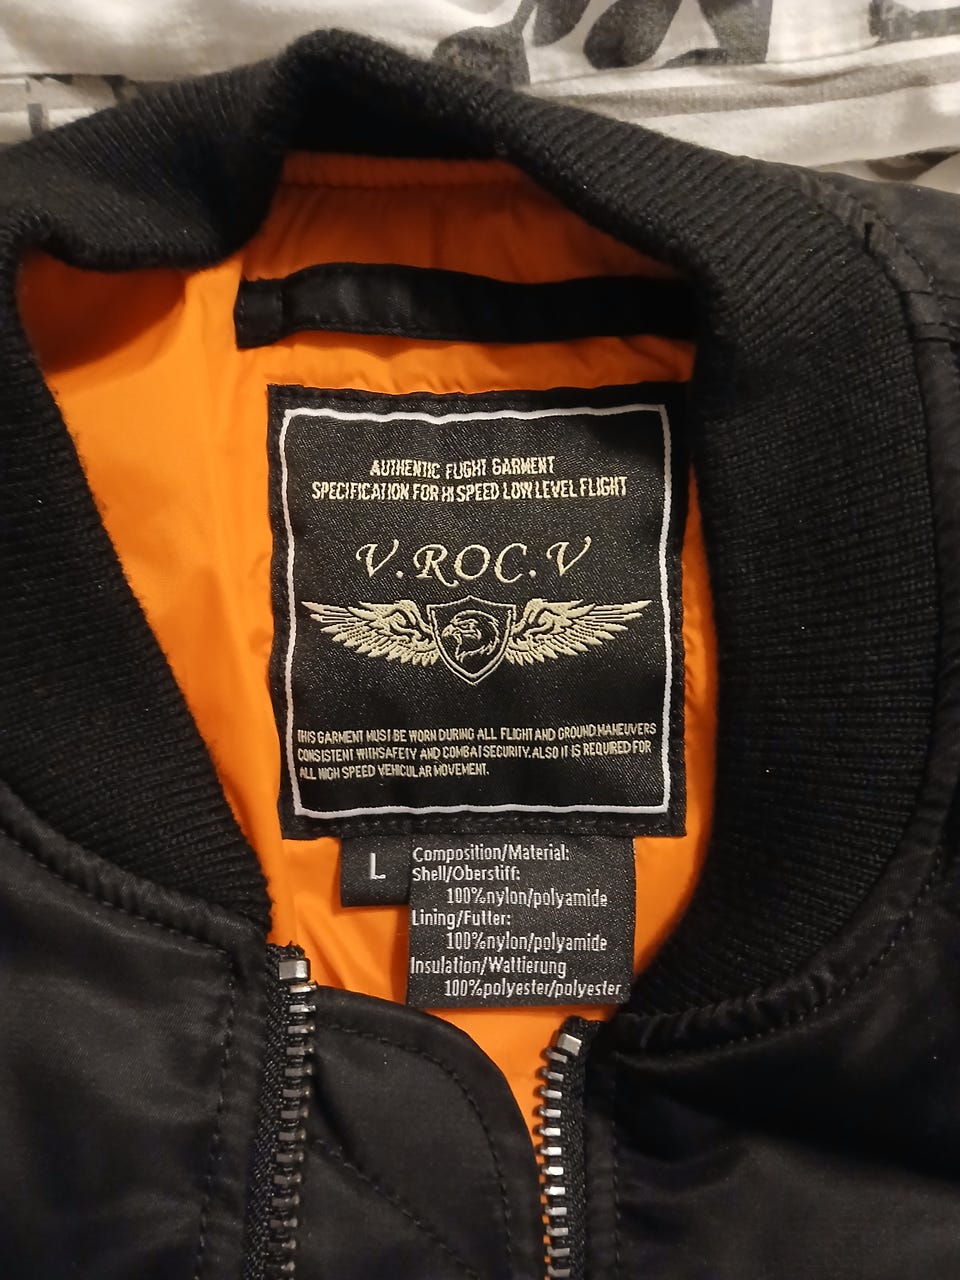 AUTHENTIC FLIGHT GARMENT
SPECIFICATION FOR HI SPEED LOW LEVEL FLIGHT
V.ROC.V
THIS GARMENT MUST BE WORN DURING ALL FLIGHT AND GROUND MANEUVERS
CONSISTENT WITHSAFETY AND COMBAT SECURITY. ALSO IT IS REQUIRED FOR
ALL HIGH SPEED VEHICULAR MOVEMENT.
L
Composition/Material:
Shell/Oberstiff:
100%nylon/polyamide
Lining/Futter:
100%nylon/polyamide
Insulation/Wattierung
100%polyester/polyester